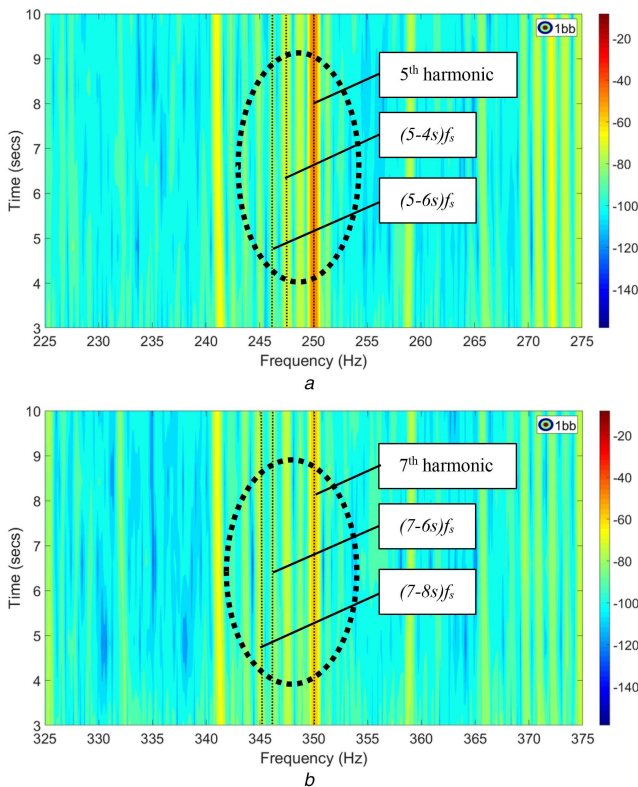 10
9
8
7
6
5
4
3
Time (secs)
225 230 235 240 245 250 255 260 265 270 275
Frequency (Hz)
1bb
5th harmonic
(5-4s)fs
(5-6s)fs
-20
-40
-60
-80
-100
-120
-140
a
10
9
8
7
6
5
4
3
Time (secs)
325 330 335 340 345 350 355 360 365 370 375
Frequency (Hz)
1bb
7th harmonic
(7-6s)fs
(7-8s)fs
-20
-40
-60
-80
-100
-120
-140
b